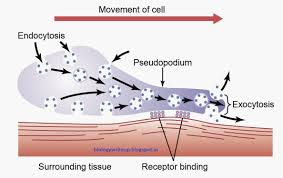 Movement of cell
Endocytosis
Pseudopodium
Exocytosis
Surrounding tissue
Receptor binding